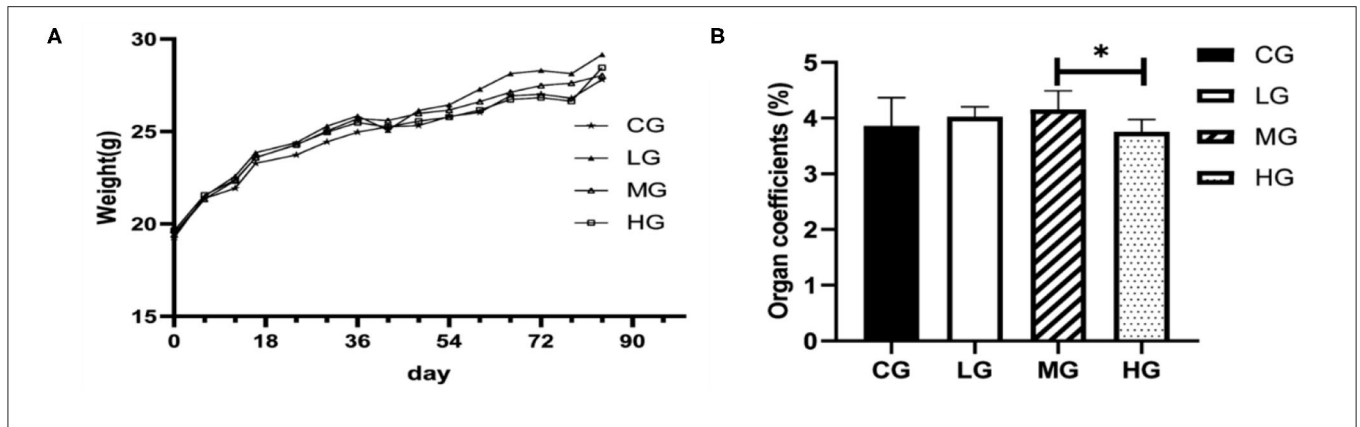 A
Weight(g)
30
25
20
15
0 18 36 54 72 90
day
CG
LG
MG
HG
B
Organ coefficients (%)
5
4
3
2
1
0
*
CG LG MG HG
CG
LG
MG
HG